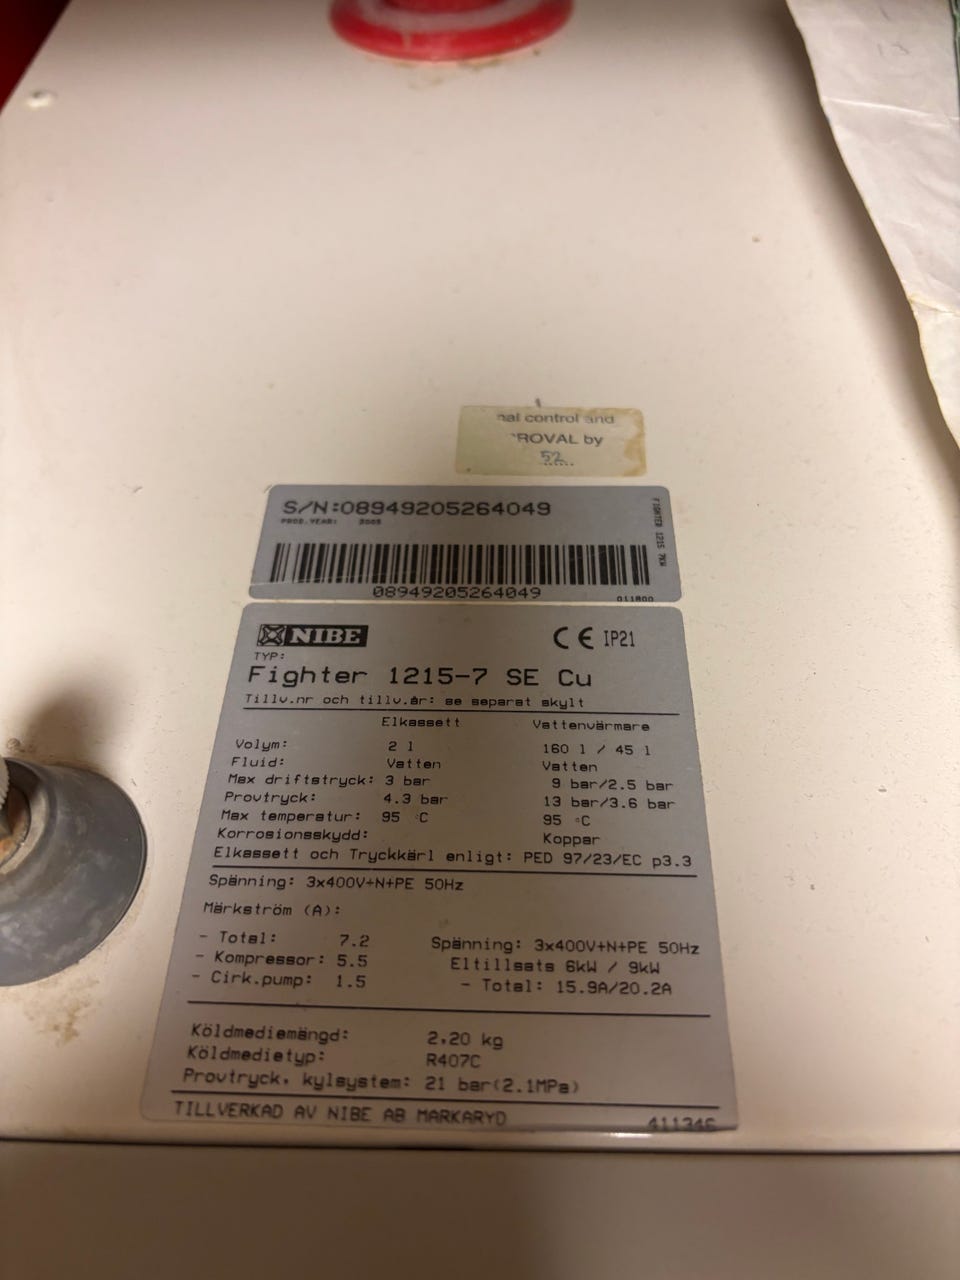 nal control and
ROVAL by
52
S/N:08949205264049
PROD.YEAR: 2005
FIGHTER 1215 7KW
08949205264049
011800
NIBE
CE IP21
TYP:
Fighter 1215-7 SE Cu
Tillv.nr och tillv.år: se separat skylt
Elkassett Vattenvärmare
Volym: 2 l 160 l / 45 l
Fluid: Vatten Vatten
Max driftstryck: 3 bar 9 bar/2.5 bar
Provtryck: 4.3 bar 13 bar/3.6 bar
Max temperatur: 95 °C 95 °C
Korrosionsskydd: Koppar
Elkassett och Tryckkärl enligt: PED 97/23/EC p3.3
Spänning: 3x400V+N+PE 50Hz
Märkström (A):
- Total: 7.2 Spänning: 3x400V+N+PE 50Hz
- Kompressor: 5.5 Eltillsats 6kW / 9kW
- Cirk.pump: 1.5 - Total: 15.9A/20.2A
Köldmediemängd: 2.20 kg
Köldmedietyp: R407C
Provtryck, kylsystem: 21 bar(2.1MPa)
TILLVERKAD AV NIBE AB MARKARYD
411346